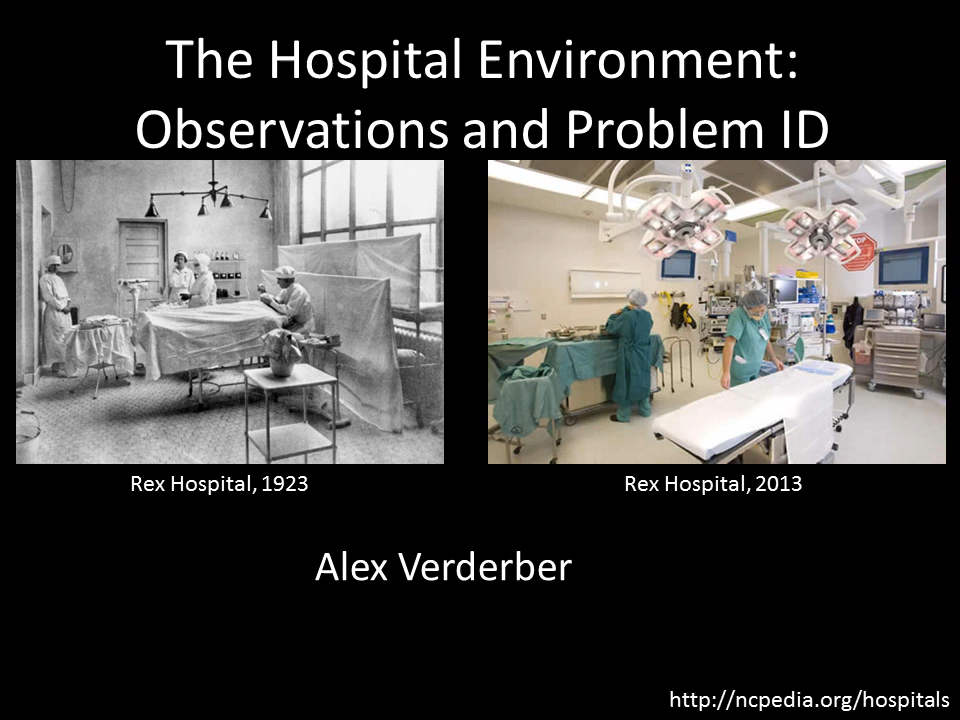 The Hospital Environment:
Observations and Problem ID
STOP
Rex Hospital, 1923
Rex Hospital, 2013
Alex Verderber
http://ncpedia.org/hospitals